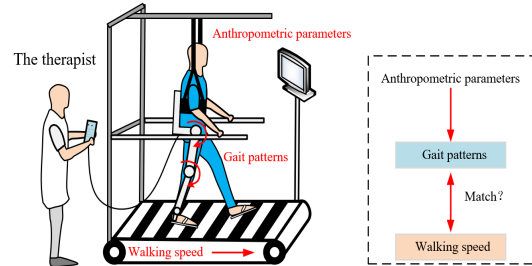 Anthropometric parameters
The therapist
Gait patterns
Walking speed
Anthropometric parameters
Gait patterns
Match?
Walking speed